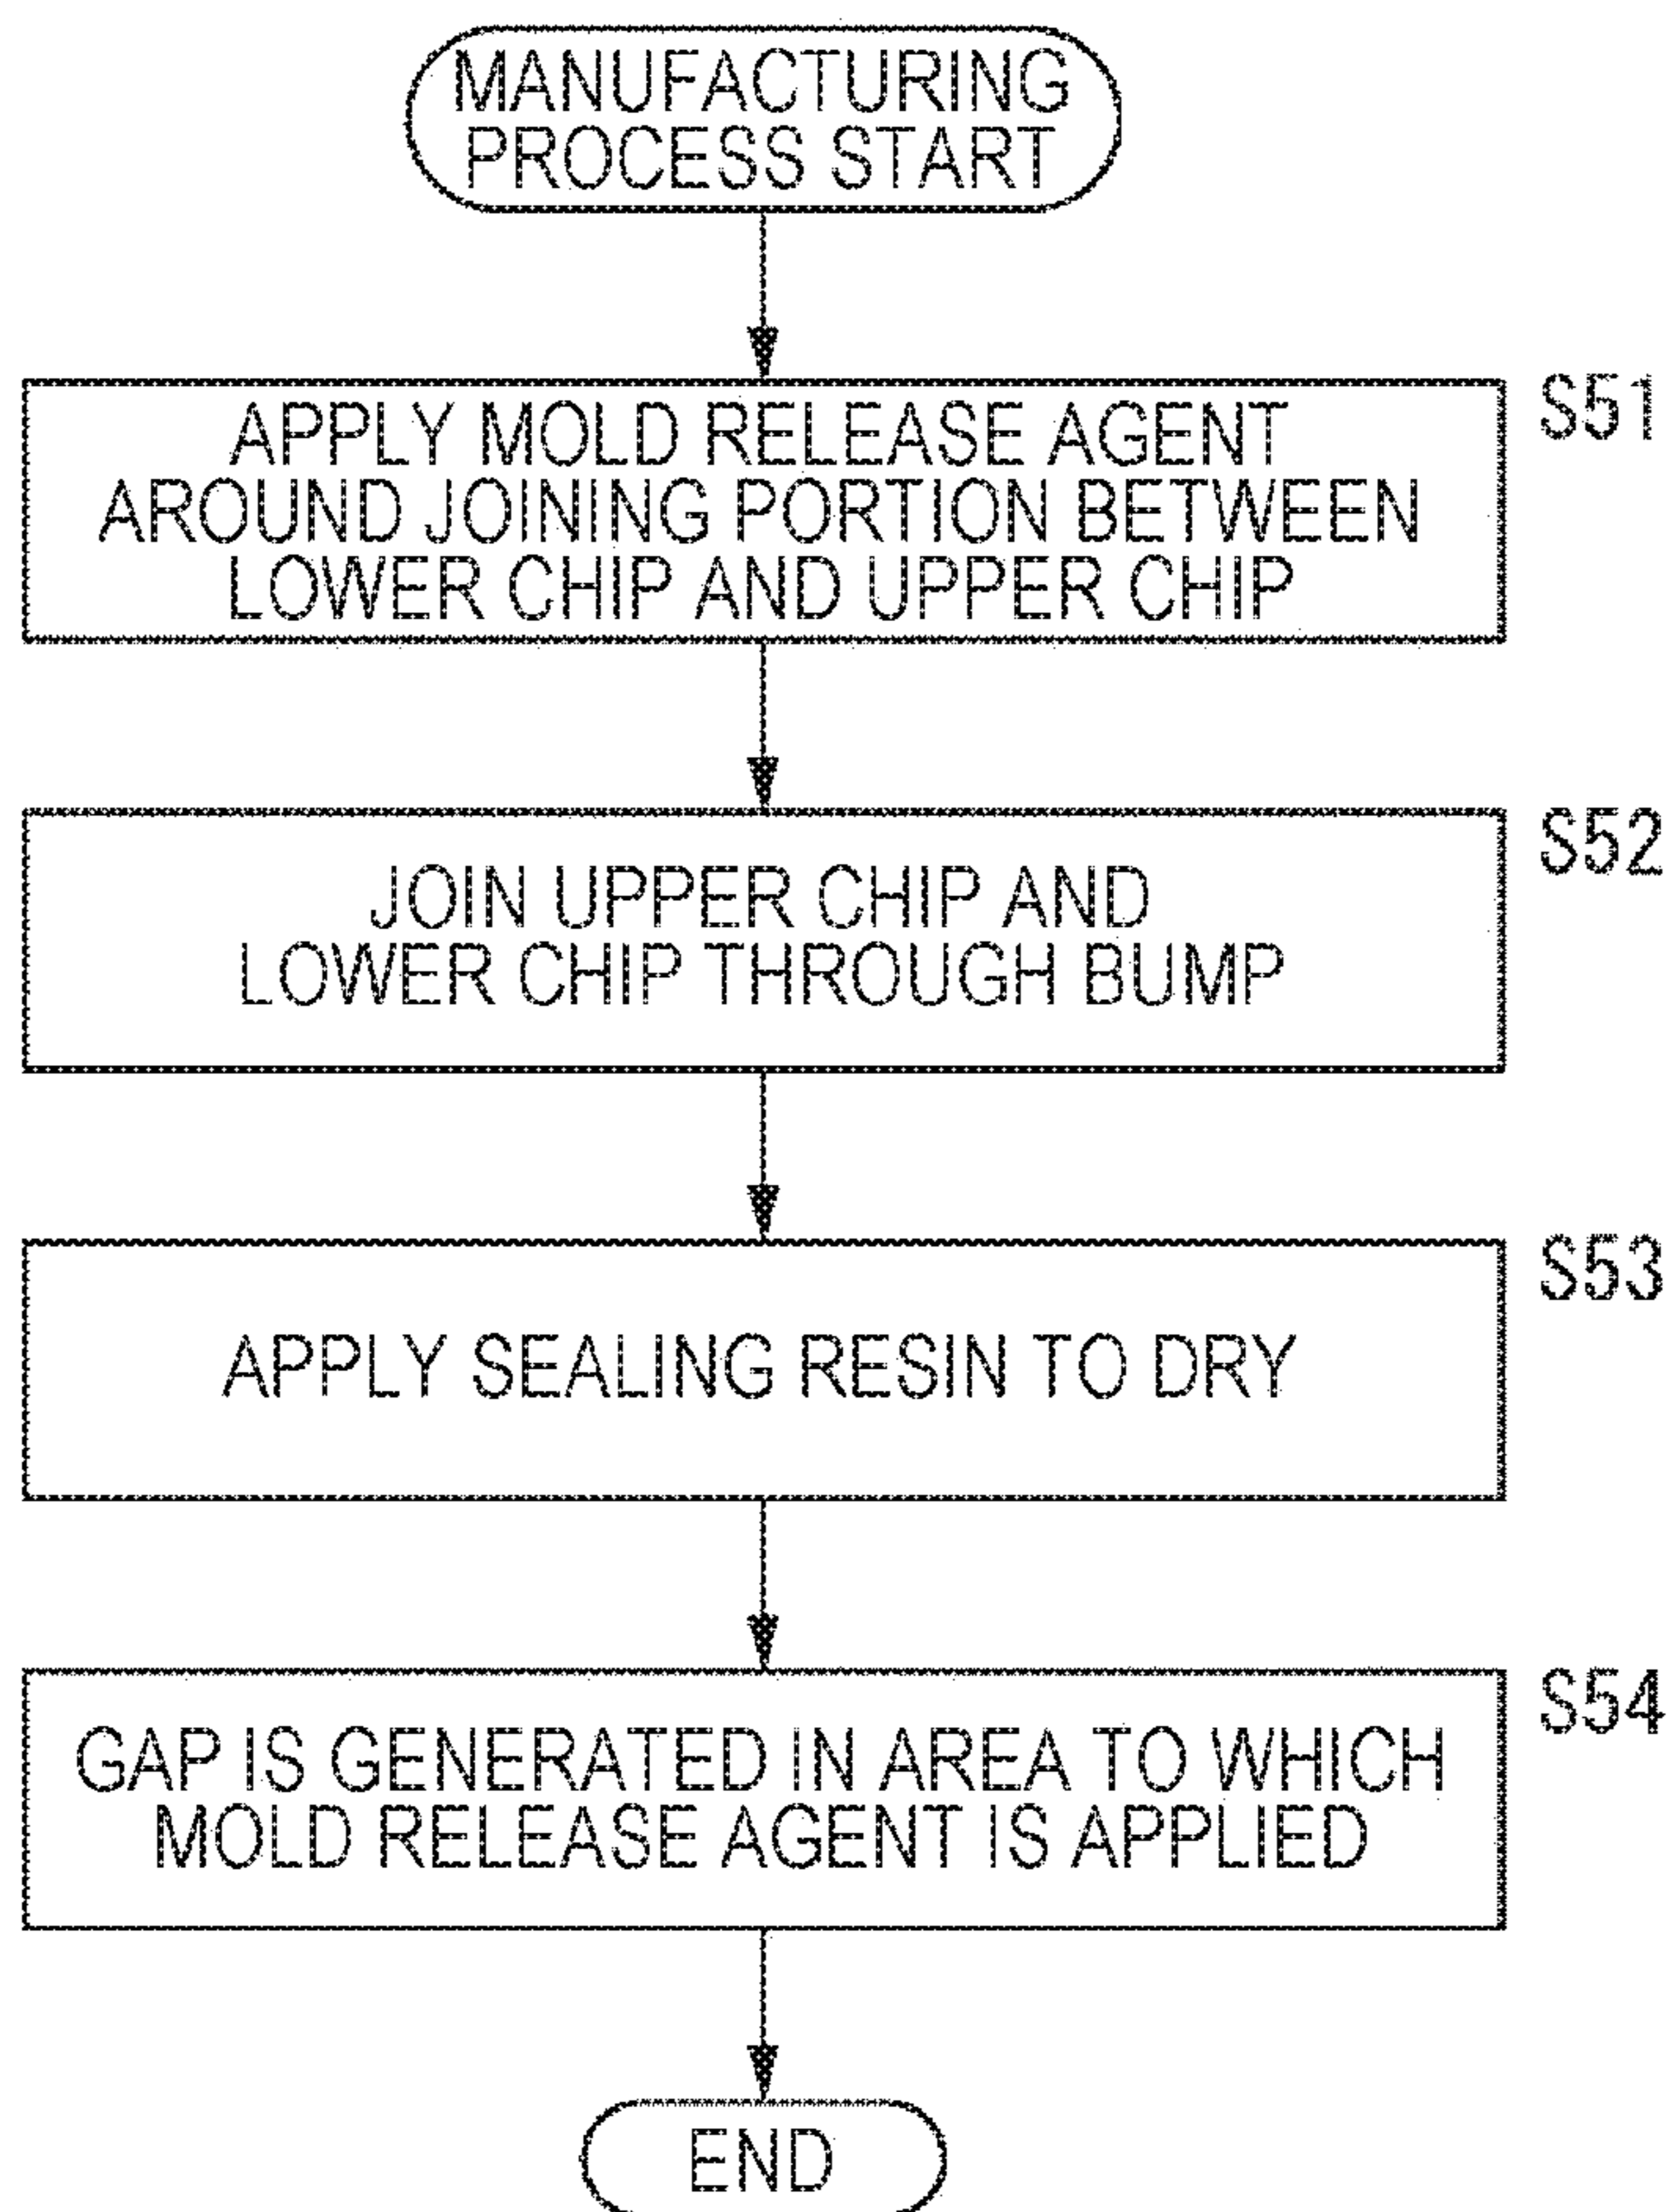 MANUFACTURING
PROCESS START
S51
APPLY MOLD RELEASE AGENT
AROUND JOINING PORTION BETWEEN
LOWER CHIP AND UPPER CHIP
S52
JOIN UPPER CHIP AND
LOWER CHIP THROUGH BUMP
S53
APPLY SEALING RESIN TO DRY
S54
GAP IS GENERATED IN AREA TO WHICH
MOLD RELEASE AGENT IS APPLIED
END